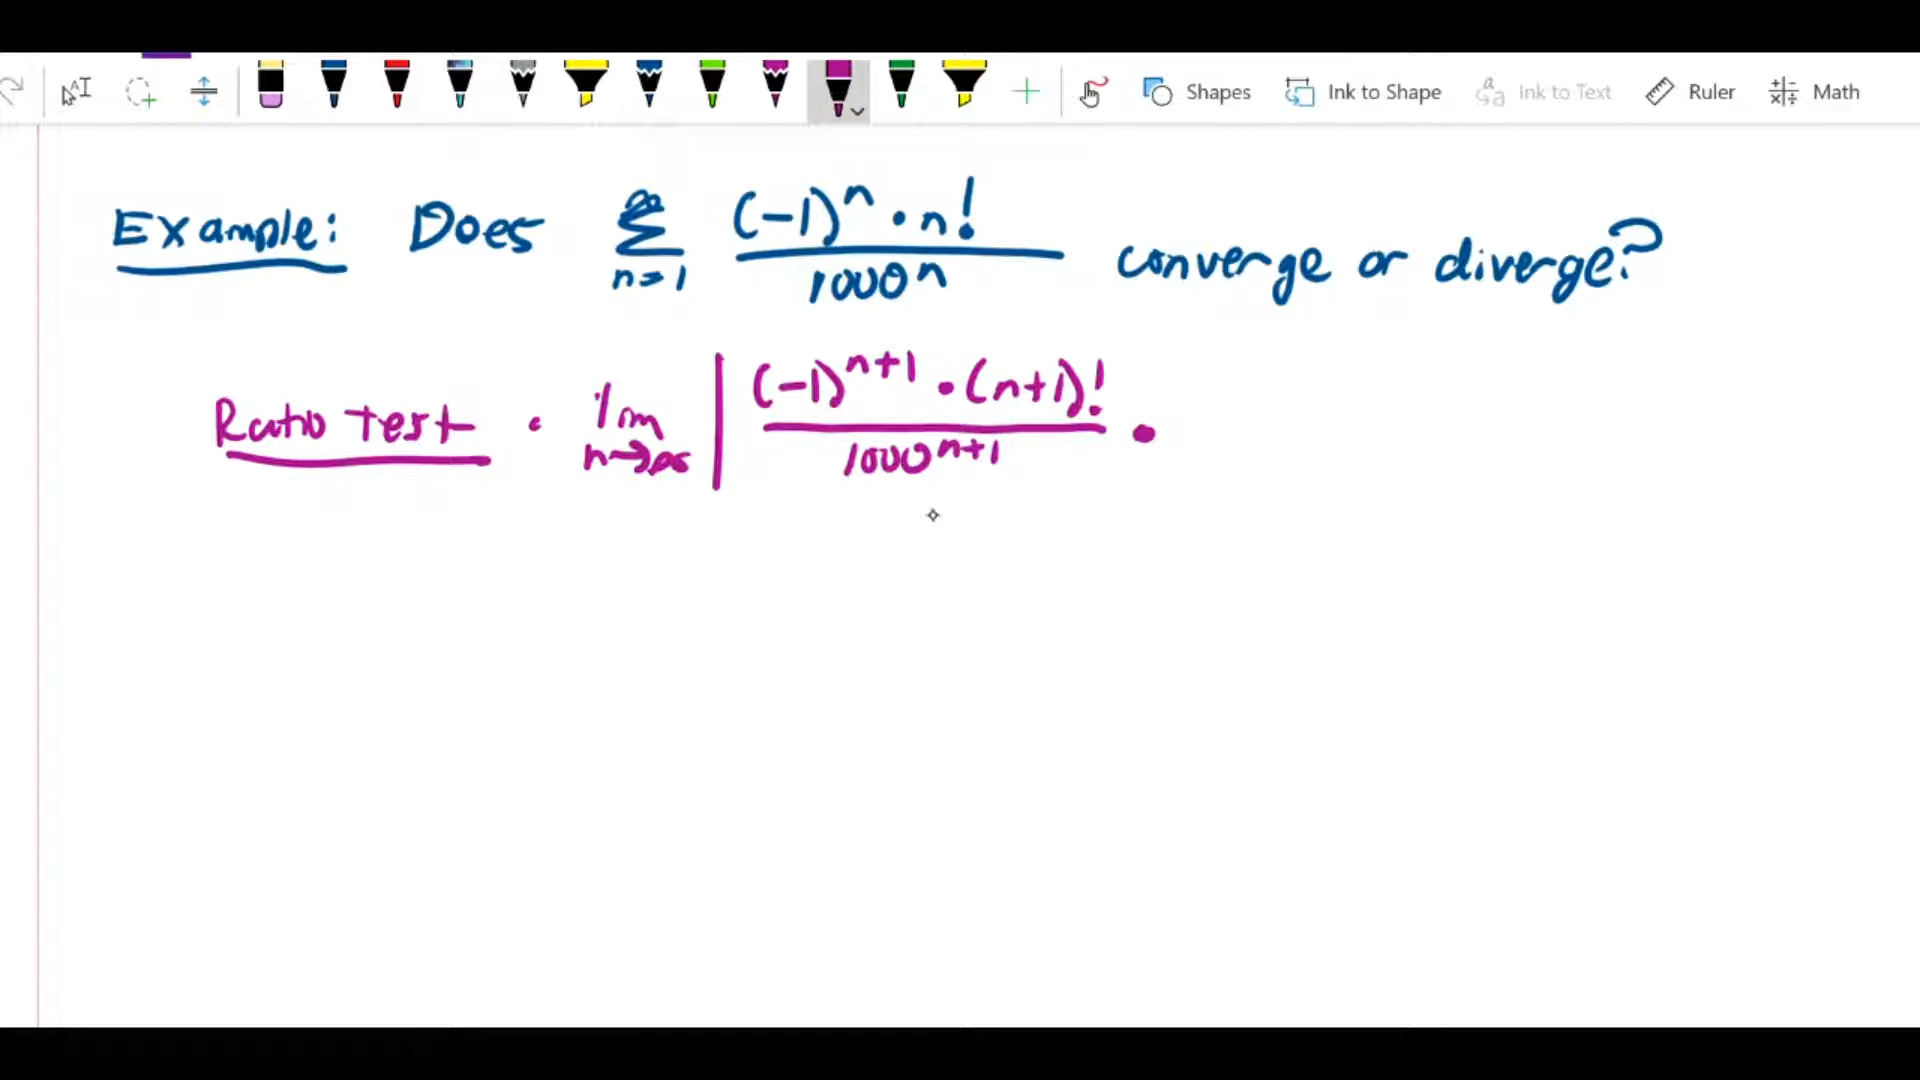 Shapes Ink to Shape Ink to Text Ruler Math
Example: Does ∞∑n=1 (-1)^n · n! / 1000^n converge or diverge?
Ratio Test · lim n→∞ | (-1)^n+1 · (n+1)! / 1000^n+1 ·